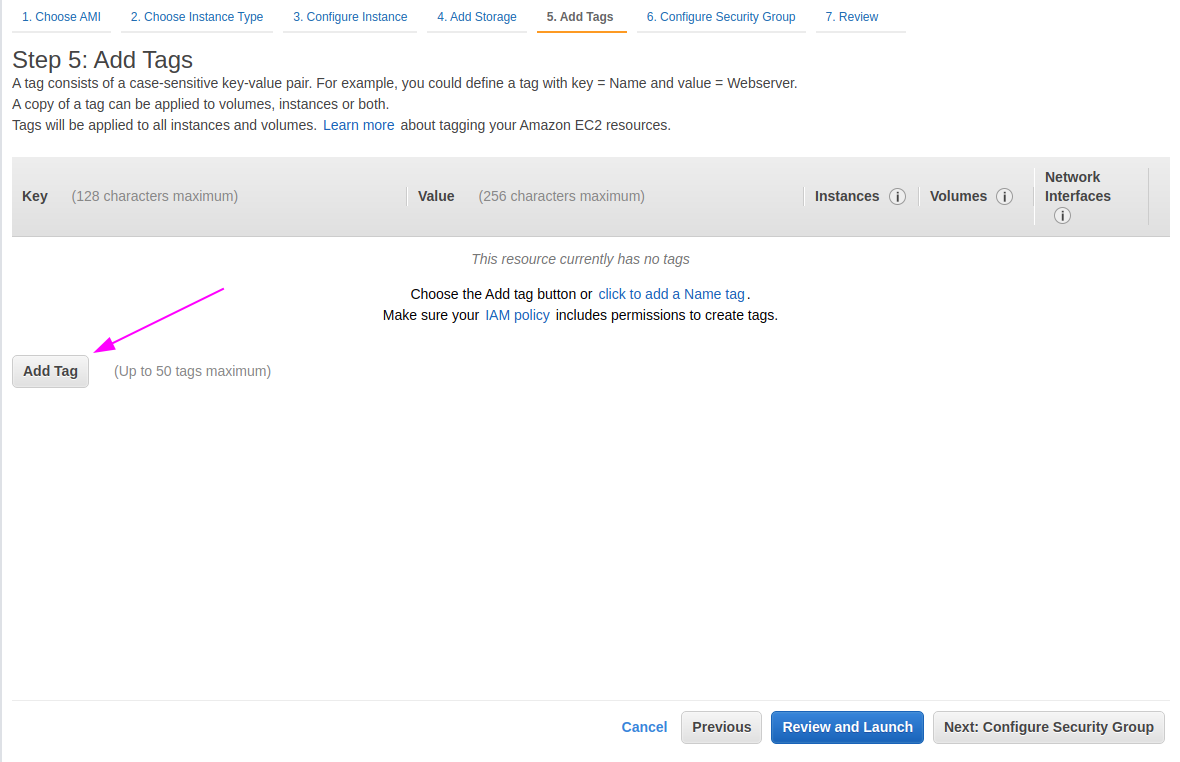 1. Choose AMI 2. Choose Instance Type 3. Configure Instance 4. Add Storage 5. Add Tags 6. Configure Security Group 7. Review
Step 5: Add Tags
A tag consists of a case-sensitive key-value pair. For example, you could define a tag with key = Name and value = Webserver.
A copy of a tag can be applied to volumes, instances or both.
Tags will be applied to all instances and volumes. Learn more about tagging your Amazon EC2 resources.
Key (128 characters maximum) Value (256 characters maximum) Instances i Volumes i
Network
Interfaces
i
This resource currently has no tags
Choose the Add tag button or click to add a Name tag.
Make sure your IAM policy includes permissions to create tags.
Add Tag (Up to 50 tags maximum)
Cancel Previous Review and Launch Next: Configure Security Group